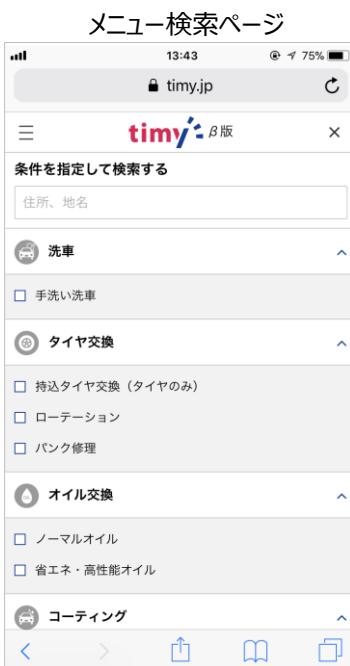 メニュー検索ページ
13:43
75%
timy.jp
timy β版
条件を指定して検索する
住所、地名
洗車
手洗い洗車
タイヤ交換
持込タイヤ交換（タイヤのみ）
ローテーション
パンク修理
オイル交換
ノーマルオイル
省エネ・高性能オイル
コーティング